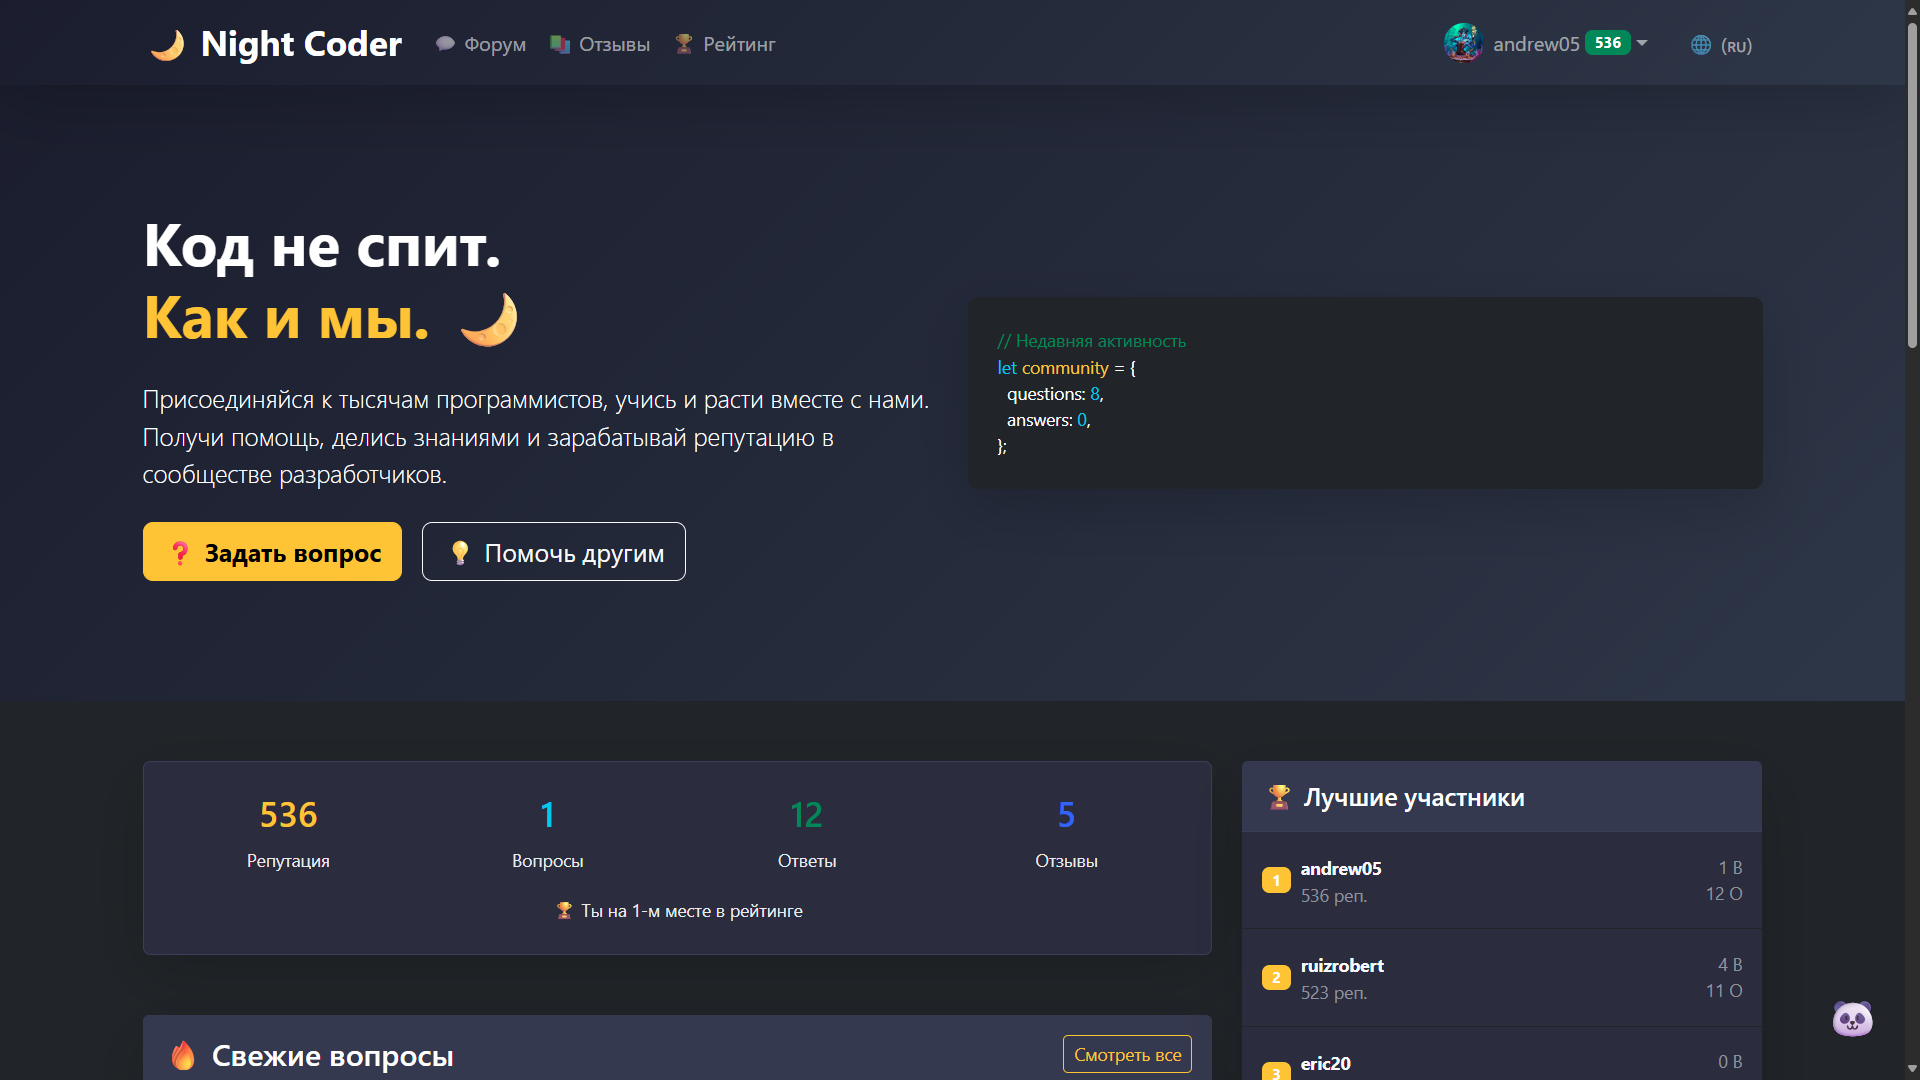 Night Coder
Форум
Отзывы
Рейтинг
andrew05 536
(RU)
Код не спит.
Как и мы.
Присоединяйся к тысячам программистов, учись и расти вместе с нами.
Получи помощь, делись знаниями и зарабатывай репутацию в
сообществе разработчиков.
Задать вопрос
Помочь другим
// Недавняя активность
let community = {
questions: 8,
answers: 0,
};
536
Репутация
1
Вопросы
12
Ответы
5
Отзывы
Ты на 1-м месте в рейтинге
Свежие вопросы
Смотреть все
Лучшие участники
1
andrew05
536 реп.
1 В
12 О
2
ruizrobert
523 реп.
4 В
11 О
3
eric20
0 В